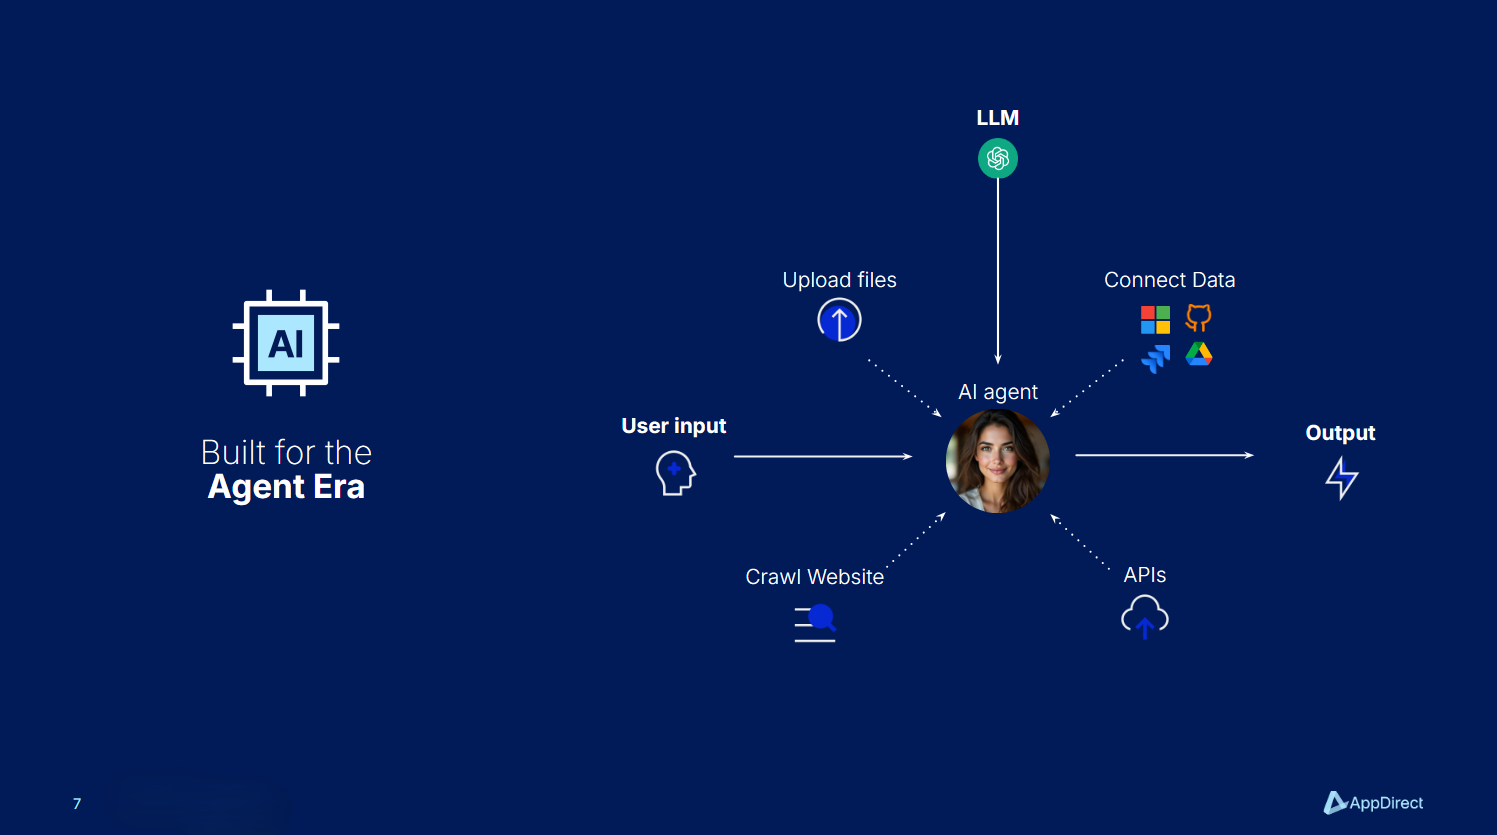 AI
Built for the
Agent Era
LLM
Upload files
Connect Data
AI agent
User input
Output
Crawl Website
APIs
7
AppDirect